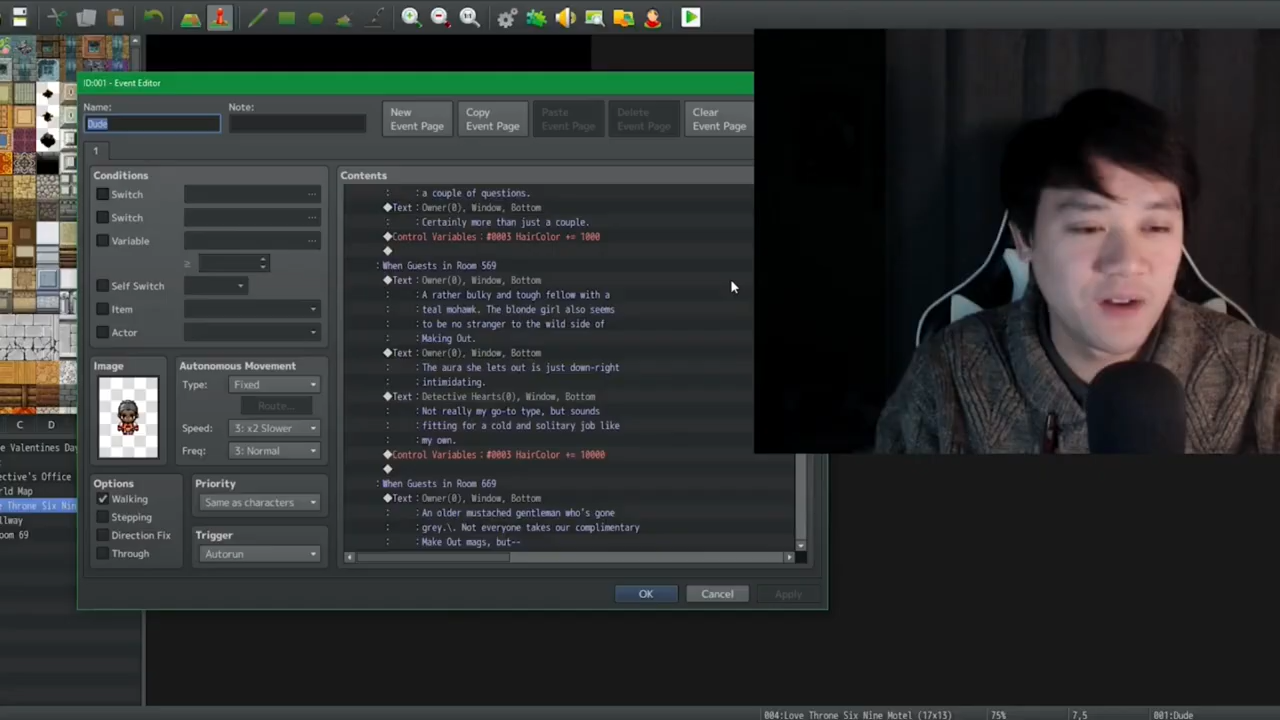 ID:001 - Event Editor
Name:
Note:
Dude
New
Event Page
Copy
Event Page
Paste
Event Page
Delete
Event Page
Clear
Event Page
1
Conditions
Switch
Switch
Variable
≥
Self Switch
Item
Actor
Image
Autonomous Movement
Type:
Fixed
Route...
Speed:
3: x2 Slower
Freq:
3: Normal
Options
Walking
Stepping
Direction Fix
Through
Priority
Same as characters
Trigger
Autorun
Contents
: : a couple of questions.
◆Text : Owner(0), Window, Bottom
: : Certainly more than just a couple.
◆Control Variables : #0003 HairColor += 1000
◆
: When Guests in Room 569
◆Text : Owner(0), Window, Bottom
: : A rather bulky and tough fellow with a
: : teal mohawk. The blonde girl also seems
: : to be no stranger to the wild side of
: : Making Out.
◆Text : Owner(0), Window, Bottom
: : The aura she lets out is just down-right
: : intimidating.
◆Text : Detective Hearts(0), Window, Bottom
: : Not really my go-to type, but sounds
: : fitting for a cold and solitary job like
: : my own.
◆Control Variables : #0003 HairColor += 10000
◆
: When Guests in Room 669
◆Text : Owner(0), Window, Bottom
: : An older mustached gentleman who's gone
: : grey.\. Not everyone takes our complimentary
: : Make Out mags, but--
OK
Cancel
Apply
C D
e Valentines Da
ective's Office
rld Map
e Throne Six Nine
llway
oom 69
004:Love Throne Six Nine Motel (17x13)
75%
7,5
001:Dude